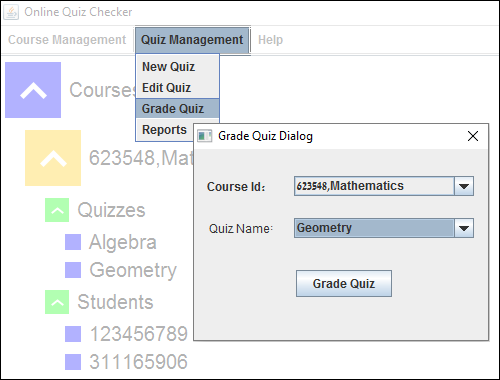 Online Quiz Checker
Course Management Quiz Management Help
New Quiz
Edit Quiz
Grade Quiz
Reports
Courses
623548,Math
Quizzes
Algebra
Geometry
Students
123456789
311165906
Grade Quiz Dialog
Course Id:
623548,Mathematics
Quiz Name:
Geometry
Grade Quiz